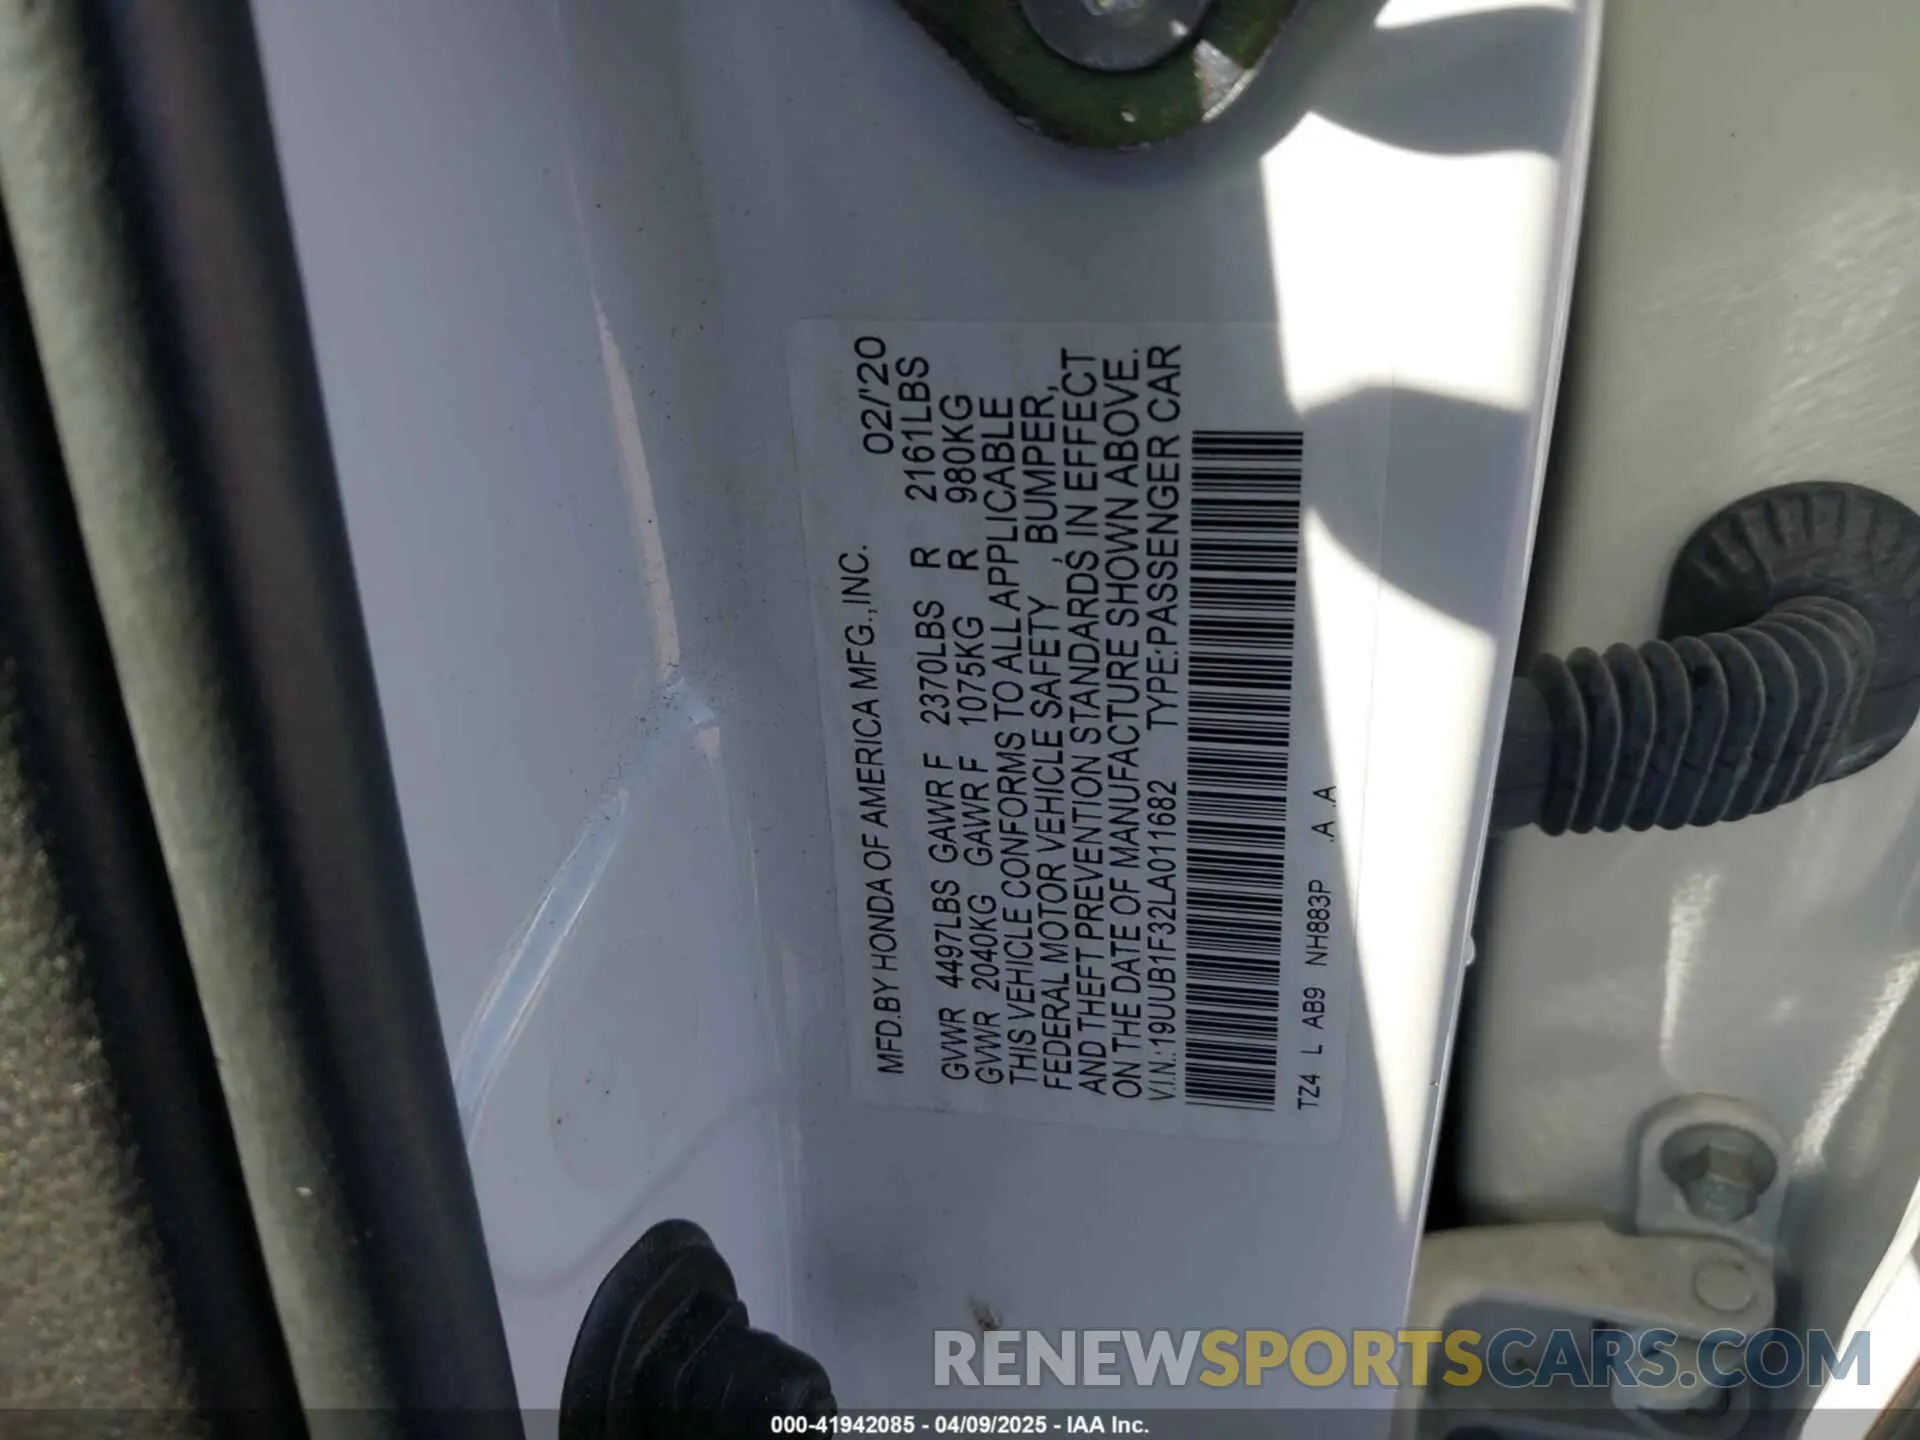 MFD.BY HONDA OF AMERICA MFG.,INC. 02/'20
GVWR 4497LBS GAWR F 2370LBS R 2161LBS
GVWR 2040KG GAWR F 1075KG R 980KG
THIS VEHICLE CONFORMS TO ALL APPLICABLE
FEDERAL MOTOR VEHICLE SAFETY , BUMPER,
AND THEFT PREVENTION STANDARDS IN EFFECT
ON THE DATE OF MANUFACTURE SHOWN ABOVE.
V.I.N.:19UUB1F32LA011682 TYPE:PASSENGER CAR
TZ4 L AB9 NH883P .A .A
RENEWSPORTSCARS.COM
000-41942085 - 04/09/2025 - IAA Inc.